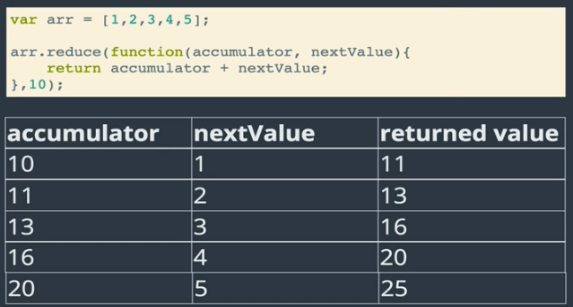 var arr = [1,2,3,4,5];
arr.reduce(function(accumulator, nextValue){
return accumulator + nextValue;
},10);
accumulator nextValue returned value
10 1 11
11 2 13
13 3 16
16 4 20
20 5 25